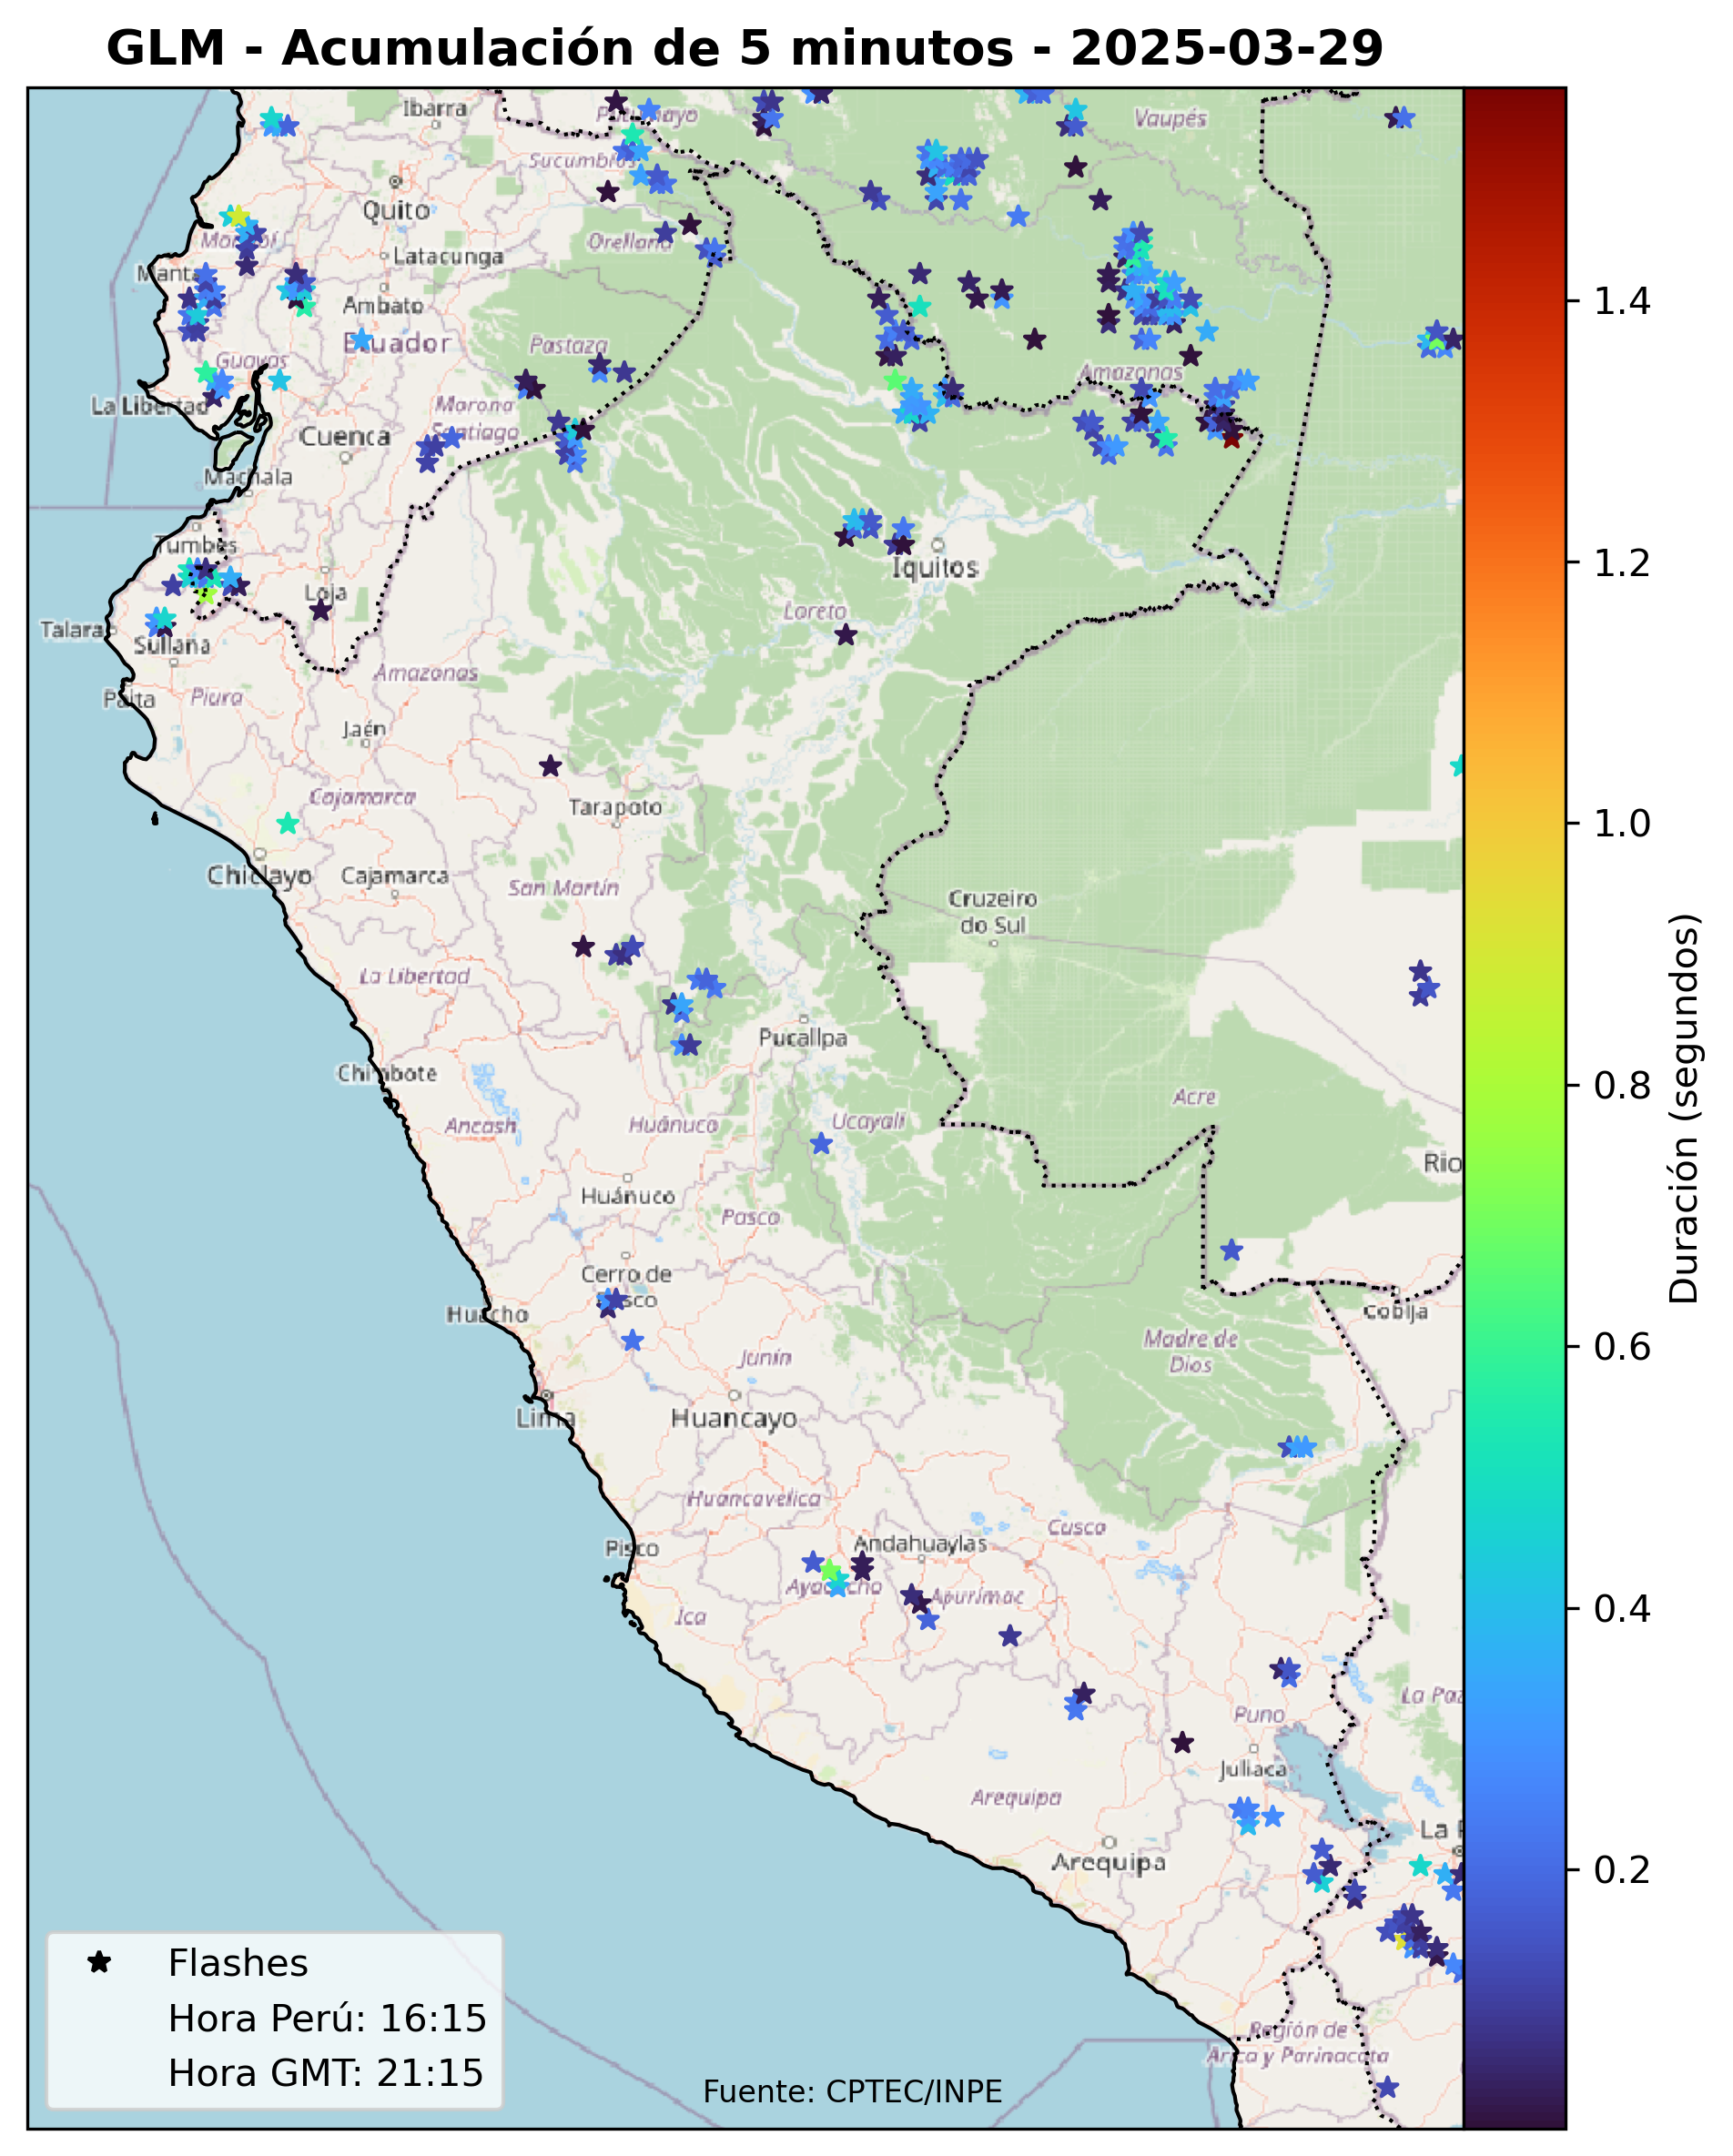 GLM - Acumulación de 5 minutos - 2025-03-29
Ibarra
Vaupés
Quito
Orellana
Manta
Latacunga
Ambato
Ecuador
Guayas
Pastaza
Amazonas
La Libertad
Morona
Santiago
Cuenca
Machala
Tumbes
Iquitos
Loja
Loreto
Talara
Sullana
Amazonas
Paita
Piura
Jaén
Cajamarca
Tarapoto
Chiclayo
Cajamarca
San Martín
Cruzeiro
do Sul
La Libertad
Pucallpa
Chimbote
Ancash
Huánuco
Ucayali
Acre
Rio
Huánuco
Pasco
Cerro de
Pasco
Huacho
Cobija
Madre de
Dios
Junín
Lima
Huancayo
Huancavelica
Pisco
Andahuaylas
Cusco
Ayacucho
Apurímac
Ica
La Paz
Puno
Juliaca
Arequipa
La P
Arequipa
Región de
Arica y Parinacota
Flashes
Hora Perú: 16:15
Hora GMT: 21:15
Fuente: CPTEC/INPE
1.4
1.2
1.0
0.8
0.6
0.4
0.2
Duración (segundos)